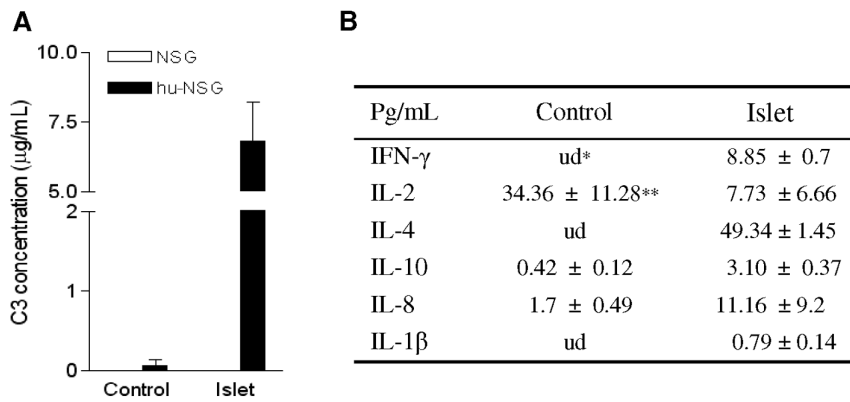 A
10.0
NSG
hu-NSG
7.5
5.0
2
1
0
C3 concentration (μg/mL)
Control Islet
B
Pg/mL Control Islet
IFN-γ ud* 8.85 ± 0.7
IL-2 34.36 ± 11.28** 7.73 ± 6.66
IL-4 ud 49.34 ± 1.45
IL-10 0.42 ± 0.12 3.10 ± 0.37
IL-8 1.7 ± 0.49 11.16 ± 9.2
IL-1β ud 0.79 ± 0.14